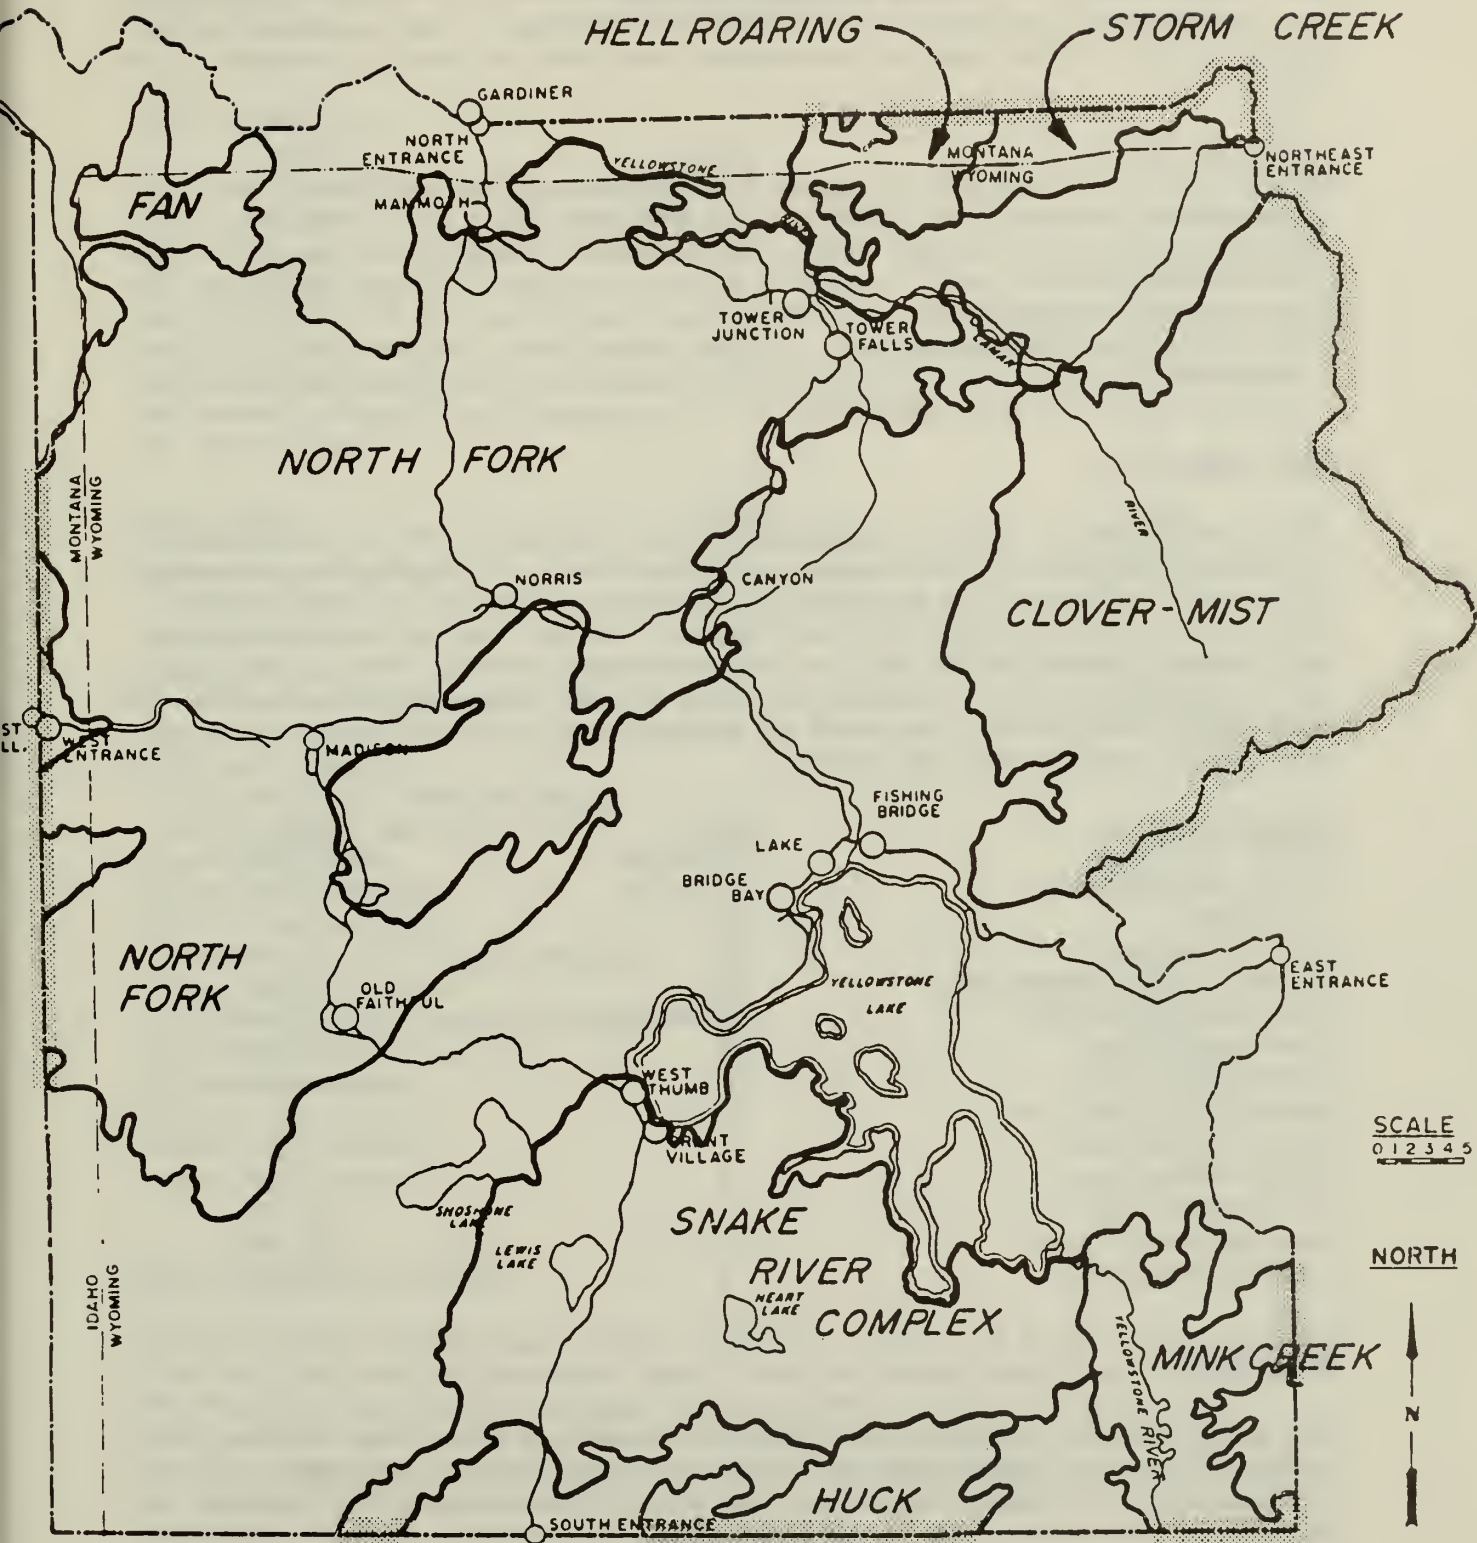 HELLROARING
STORM CREEK
GARDINER
NORTH
ENTRANCE
YELLOWSTONE
MONTANA
WYOMING
NORTHEAST
ENTRANCE
FAN
MAMMOTH
TOWER
JUNCTION
TOWER
FALLS
LAMAR
RIVER
NORTH FORK
MONTANA
WYOMING
NORRIS
CANYON
CLOVER-MIST
WEST
ENTRANCE
ST
LL.
MADISON
FISHING
BRIDGE
LAKE
BRIDGE
BAY
NORTH
FORK
OLD
FAITHFUL
YELLOWSTONE
LAKE
EAST
ENTRANCE
WEST
THUMB
GRANT
VILLAGE
SCALE
0 1 2 3 4 5
SHOSHONE
LAKE
LEWIS
LAKE
SNAKE
RIVER
COMPLEX
HEART
LAKE
NORTH
IDAHO
WYOMING
YELLOWSTONE RIVER
MINK CREEK
N
HUCK
SOUTH ENTRANCE